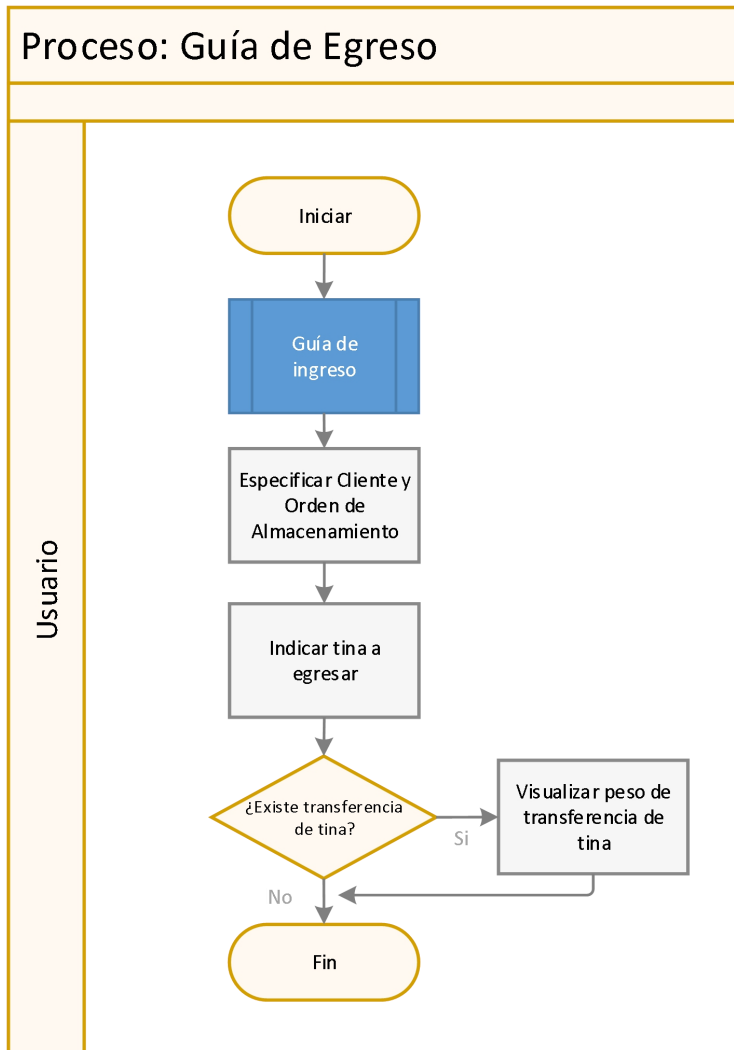 Proceso: Guía de Egreso
Usuario
Iniciar
Guía de
ingreso
Especificar Cliente y
Orden de
Almacenamiento
Indicar tina a
egresar
¿Existe transferencia
de tina?
Si
Visualizar peso de
transferencia de
tina
No
Fin